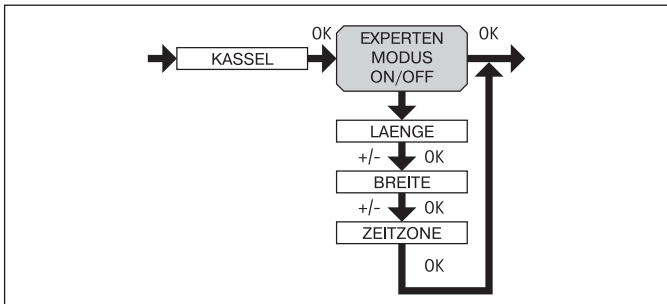 OK
EXPERTEN
MODUS
ON/OFF
OK
KASSEL
LAENGE
+/- OK
BREITE
+/- OK
ZEITZONE
OK